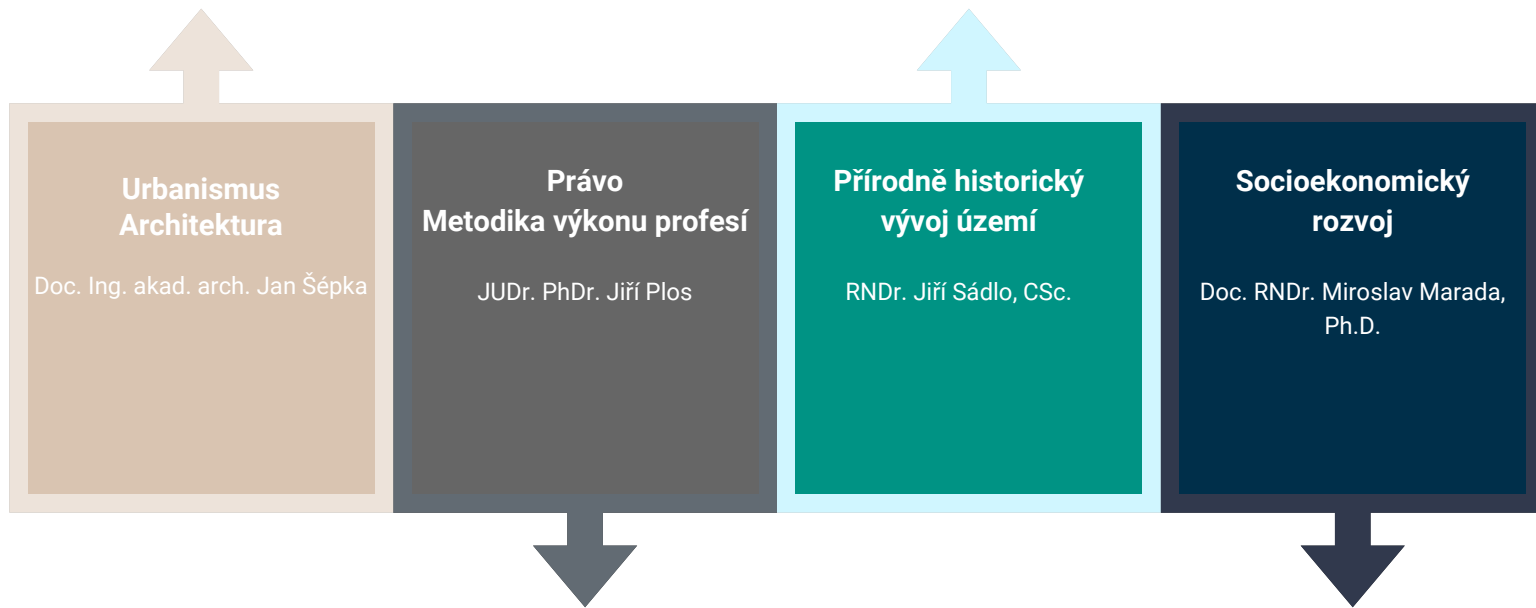 Urbanismus
Architektura
Doc. Ing. akad. arch. Jan Šépka
Právo
Metodika výkonu profesí
JUDr. PhDr. Jiří Plos
Přírodně historický
vývoj území
RNDr. Jiří Sádlo, CSc.
Socioekonomický
rozvoj
Doc. RNDr. Miroslav Marada,
Ph.D.